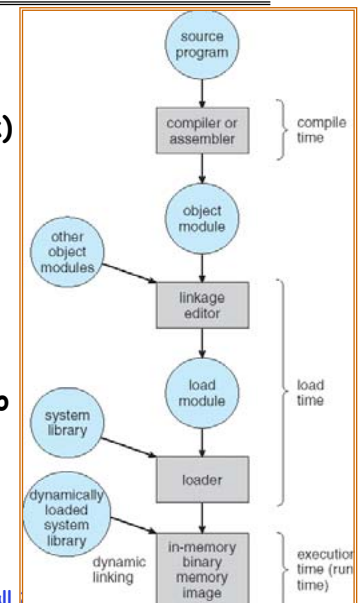 source
program
compiler or
assembler
compile
time
object
module
other
object
modules
linkage
editor
load
module
load
time
system
library
loader
dynamically
loaded
system
library
dynamic
linking
in-memory
binary
memory
image
execution
time (run
time)
all